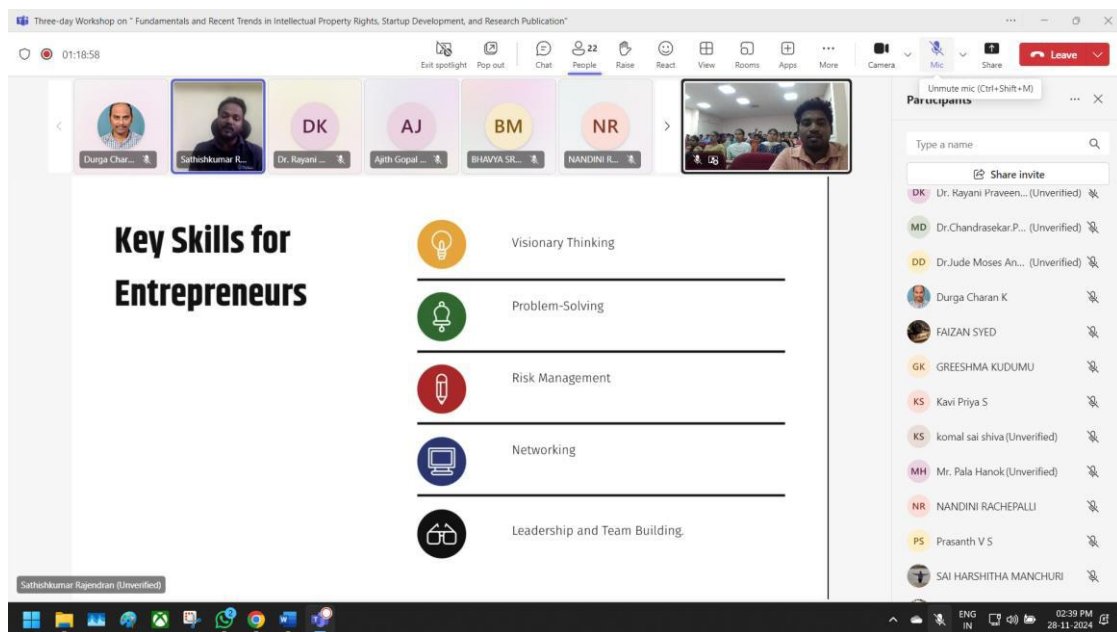 Three-day Workshop on " Fundamentals and Recent Trends in Intellectual Property Rights, Startup Development, and Research Publication"
01:18:58
Exit spotlight Pop out Chat People 22 Raise React View Rooms Apps More Camera Mic Share Leave
Unmute mic (Ctrl+Shift+M)
Participants
DK AJ BM NR
Durga Char... Sathishkumar R... Dr. Rayani ... Ajith Gopal ... BHAVYA SR... NANDINI R...
Type a name
Share invite
DK Dr. Rayani Praveen... (Unverified)
MD Dr.Chandrasekar.P... (Unverified)
DD Dr.Jude Moses An... (Unverified)
Durga Charan K
FAIZAN SYED
GK GREESHMA KUDUMU
KS Kavi Priya S
KS komal sai shiva (Unverified)
MH Mr. Pala Hanok (Unverified)
NR NANDINI RACHEPALLI
PS Prasanth V S
SAI HARSHITHA MANCHURI
Key Skills for
Entrepreneurs
Visionary Thinking
Problem-Solving
Risk Management
Networking
Leadership and Team Building.
Sathishkumar Rajendran (Unverified)
2
ENG
IN
02:39 PM
28-11-2024